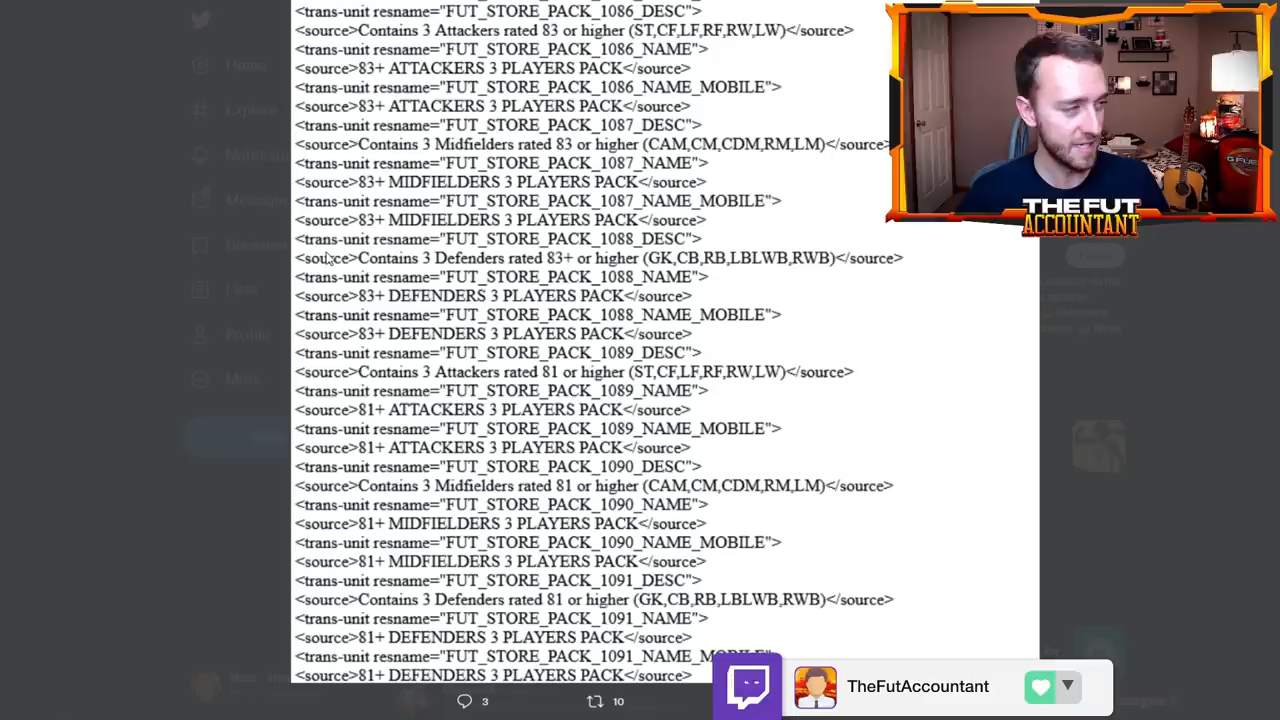 <trans-unit resname="FUT_STORE_PACK_1086_DESC">
<source>Contains 3 Attackers rated 83 or higher (ST,CF,LF,RF,RW,LW)</source>
<trans-unit resname="FUT_STORE_PACK_1086_NAME">
<source>83+ ATTACKERS 3 PLAYERS PACK</source>
<trans-unit resname="FUT_STORE_PACK_1086_NAME_MOBILE">
<source>83+ ATTACKERS 3 PLAYERS PACK</source>
<trans-unit resname="FUT_STORE_PACK_1087_DESC">
<source>Contains 3 Midfielders rated 83 or higher (CAM,CM,CDM,RM,LM)</source>
<trans-unit resname="FUT_STORE_PACK_1087_NAME">
<source>83+ MIDFIELDERS 3 PLAYERS PACK</source>
<trans-unit resname="FUT_STORE_PACK_1087_NAME_MOBILE">
<source>83+ MIDFIELDERS 3 PLAYERS PACK</source>
<trans-unit resname="FUT_STORE_PACK_1088_DESC">
<source>Contains 3 Defenders rated 83+ or higher (GK,CB,RB,LBLWB,RWB)</source>
<trans-unit resname="FUT_STORE_PACK_1088_NAME">
<source>83+ DEFENDERS 3 PLAYERS PACK</source>
<trans-unit resname="FUT_STORE_PACK_1088_NAME_MOBILE">
<source>83+ DEFENDERS 3 PLAYERS PACK</source>
<trans-unit resname="FUT_STORE_PACK_1089_DESC">
<source>Contains 3 Attackers rated 81 or higher (ST,CF,LF,RF,RW,LW)</source>
<trans-unit resname="FUT_STORE_PACK_1089_NAME">
<source>81+ ATTACKERS 3 PLAYERS PACK</source>
<trans-unit resname="FUT_STORE_PACK_1089_NAME_MOBILE">
<source>81+ ATTACKERS 3 PLAYERS PACK</source>
<trans-unit resname="FUT_STORE_PACK_1090_DESC">
<source>Contains 3 Midfielders rated 81 or higher (CAM,CM,CDM,RM,LM)</source>
<trans-unit resname="FUT_STORE_PACK_1090_NAME">
<source>81+ MIDFIELDERS 3 PLAYERS PACK</source>
<trans-unit resname="FUT_STORE_PACK_1090_NAME_MOBILE">
<source>81+ MIDFIELDERS 3 PLAYERS PACK</source>
<trans-unit resname="FUT_STORE_PACK_1091_DESC">
<source>Contains 3 Defenders rated 81 or higher (GK,CB,RB,LBLWB,RWB)</source>
<trans-unit resname="FUT_STORE_PACK_1091_NAME">
<source>81+ DEFENDERS 3 PLAYERS PACK</source>
<trans-unit resname="FUT_STORE_PACK_1091_NAME_MOBILE">
<source>81+ DEFENDERS 3 PLAYERS PACK</source>
3
10
Home
Explore
Lists
Profile
More
G FUEL
THE FUT
ACCOUNTANT
TheFutAccountant